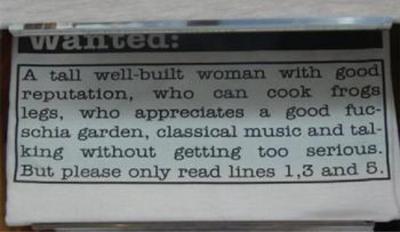 Wanted:
A tall well-built woman with good
reputation, who can cook frogs
legs, who appreciates a good fuc-
schia garden, classical music and tal-
king without getting too serious.
But please only read lines 1,3 and 5.